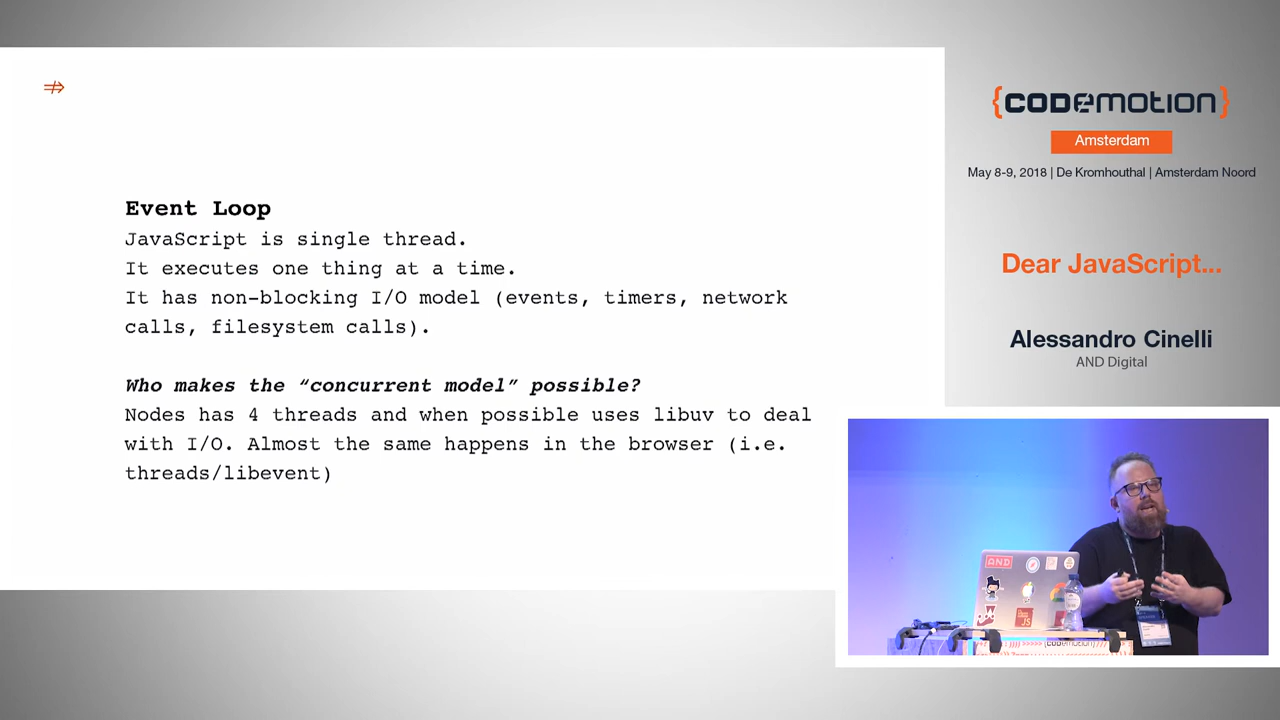 ⇏
Event Loop
JavaScript is single thread.
It executes one thing at a time.
It has non-blocking I/O model (events, timers, network
calls, filesystem calls).
Who makes the “concurrent model” possible?
Nodes has 4 threads and when possible uses libuv to deal
with I/O. Almost the same happens in the browser (i.e.
threads/libevent)
{CODEMOTION}
Amsterdam
May 8-9, 2018 | De Kromhouthal | Amsterdam Noord
Dear JavaScript...
Alessandro Cinelli
AND Digital
AND
JS
{CODEMOTION}